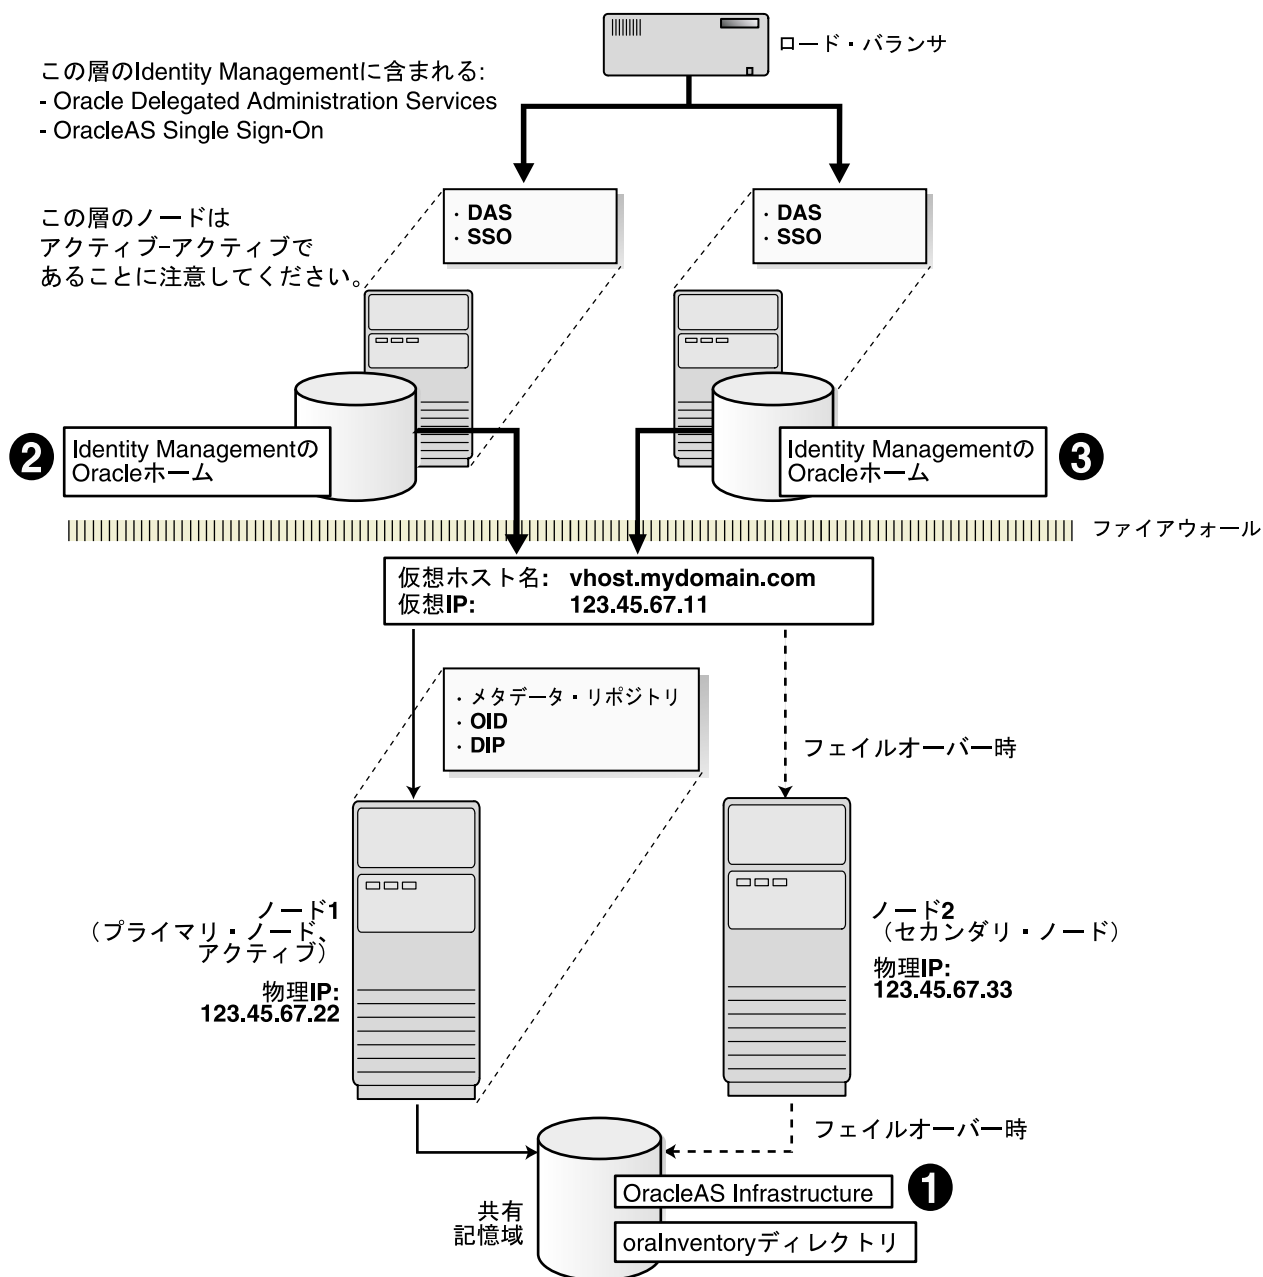 ロード・バランサ
この層のIdentity Managementに含まれる:
- Oracle Delegated Administration Services
- OracleAS Single Sign-On
この層のノードは
アクティブ-アクティブで
あることに注意してください。
・DAS
・SSO
・DAS
・SSO
2
Identity Managementの
Oracleホーム
Identity Managementの
Oracleホーム
3
ファイアウォール
仮想ホスト名: vhost.mydomain.com
仮想IP: 123.45.67.11
・メタデータ・リポジトリ
・OID
・DIP
フェイルオーバー時
ノード1
(プライマリ・ノード、
アクティブ)
物理IP:
123.45.67.22
ノード2
(セカンダリ・ノード)
物理IP:
123.45.67.33
フェイルオーバー時
共有
記憶域
OracleAS Infrastructure
1
oraInventoryディレクトリ